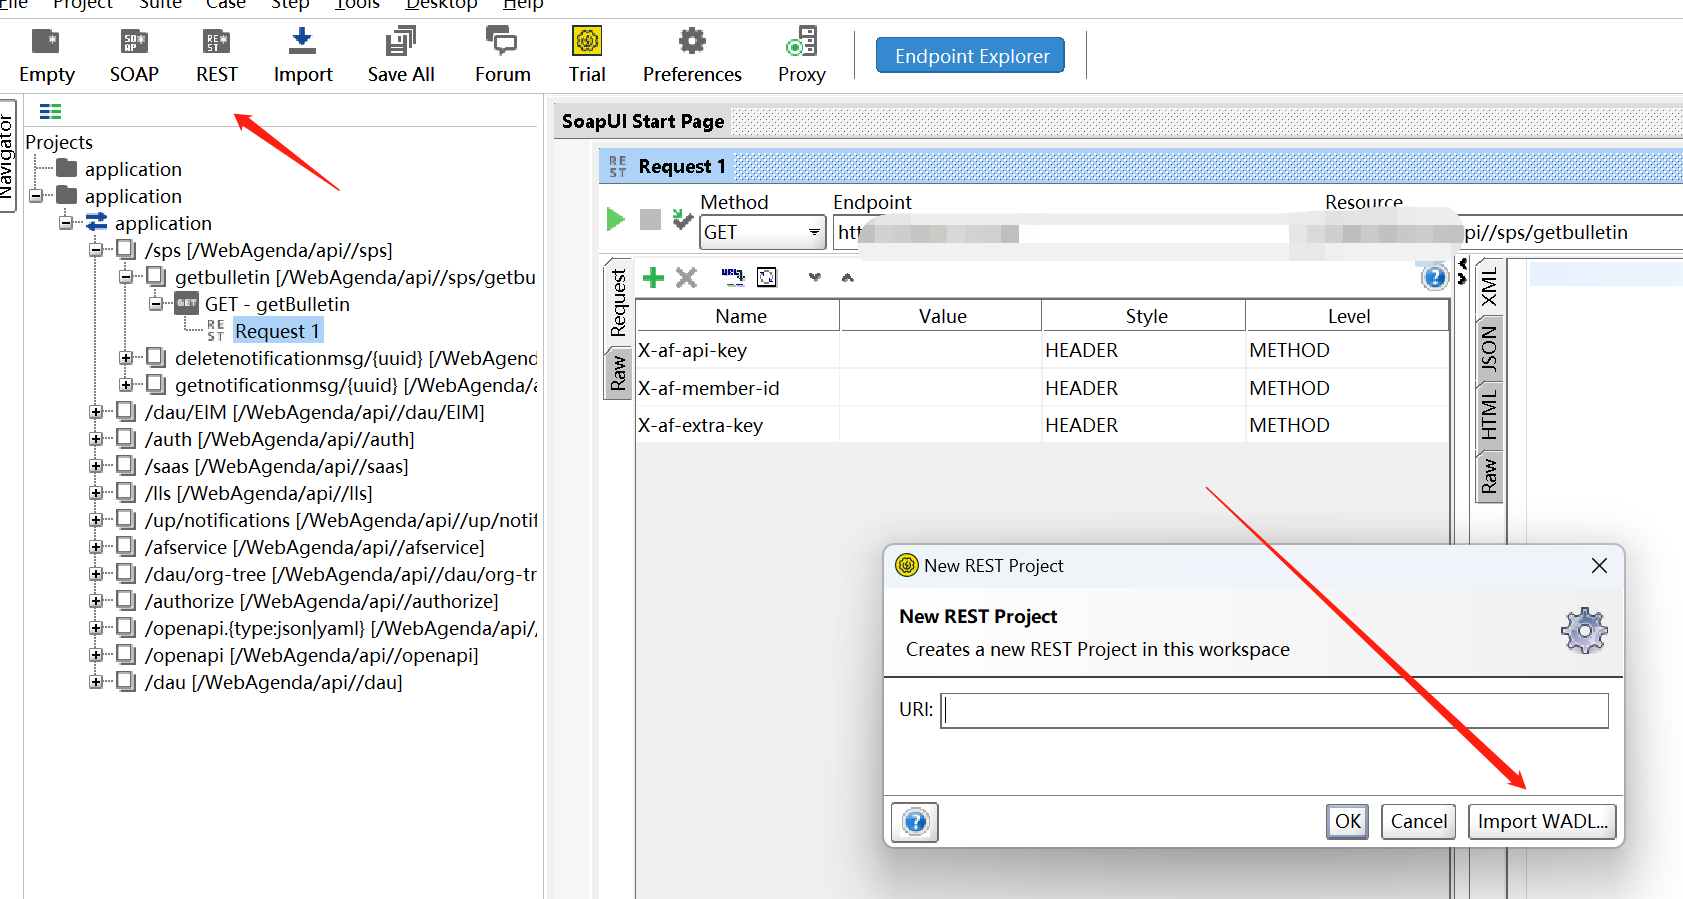 File Project Suite Case Step Tools Desktop Help
Empty SOAP REST Import Save All Forum Trial Preferences Proxy Endpoint Explorer
Navigator
Projects
application
application
application
/sps [/WebAgenda/api//sps]
getbulletin [/WebAgenda/api//sps/getbu
GET - getBulletin
Request 1
deletenotificationmsg/{uuid} [/WebAgend
getnotificationmsg/{uuid} [/WebAgenda/a
/dau/EIM [/WebAgenda/api//dau/EIM]
/auth [/WebAgenda/api//auth]
/saas [/WebAgenda/api//saas]
/lls [/WebAgenda/api//lls]
/up/notifications [/WebAgenda/api//up/notif
/afservice [/WebAgenda/api//afservice]
/dau/org-tree [/WebAgenda/api//dau/org-tr
/authorize [/WebAgenda/api//authorize]
/openapi.{type:json|yaml} [/WebAgenda/api//
/openapi [/WebAgenda/api//openapi]
/dau [/WebAgenda/api//dau]
SoapUI Start Page
REST Request 1
Method Endpoint Resource
GET htt pi//sps/getbulletin
Request
Raw
Name Value Style Level
X-af-api-key HEADER METHOD
X-af-member-id HEADER METHOD
X-af-extra-key HEADER METHOD
XML
JSON
HTML
Raw
New REST Project
New REST Project
Creates a new REST Project in this workspace
URI:
OK Cancel Import WADL...